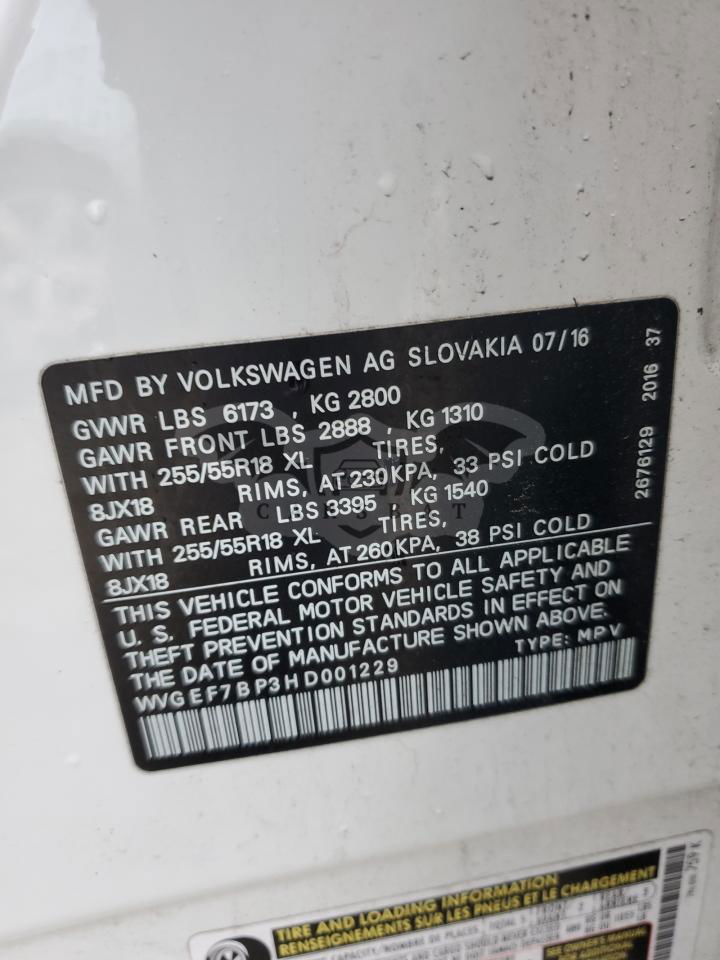 MFD BY VOLKSWAGEN AG SLOVAKIA 07/16
GVWR LBS 6173 , KG 2800
GAWR FRONT LBS 2888 , KG 1310
WITH 255/55R18 XL TIRES,
8JX18 RIMS, AT 230KPA, 33 PSI COLD
GAWR REAR LBS 3395 KG 1540
WITH 255/55R18 XL TIRES,
8JX18 RIMS, AT 260KPA, 38 PSI COLD
THIS VEHICLE CONFORMS TO ALL APPLICABLE
U. S. FEDERAL MOTOR VEHICLE SAFETY AND
THEFT PREVENTION STANDARDS IN EFFECT ON
THE DATE OF MANUFACTURE SHOWN ABOVE.
TYPE: MPV
WVGEF7BP3HD001229
2676129 2016 37
TIRE AND LOADING INFORMATION
RENSEIGNEMENTS SUR LES PNEUS ET LE CHARGEMENT
SEE OWNER'S MANUAL
759 K